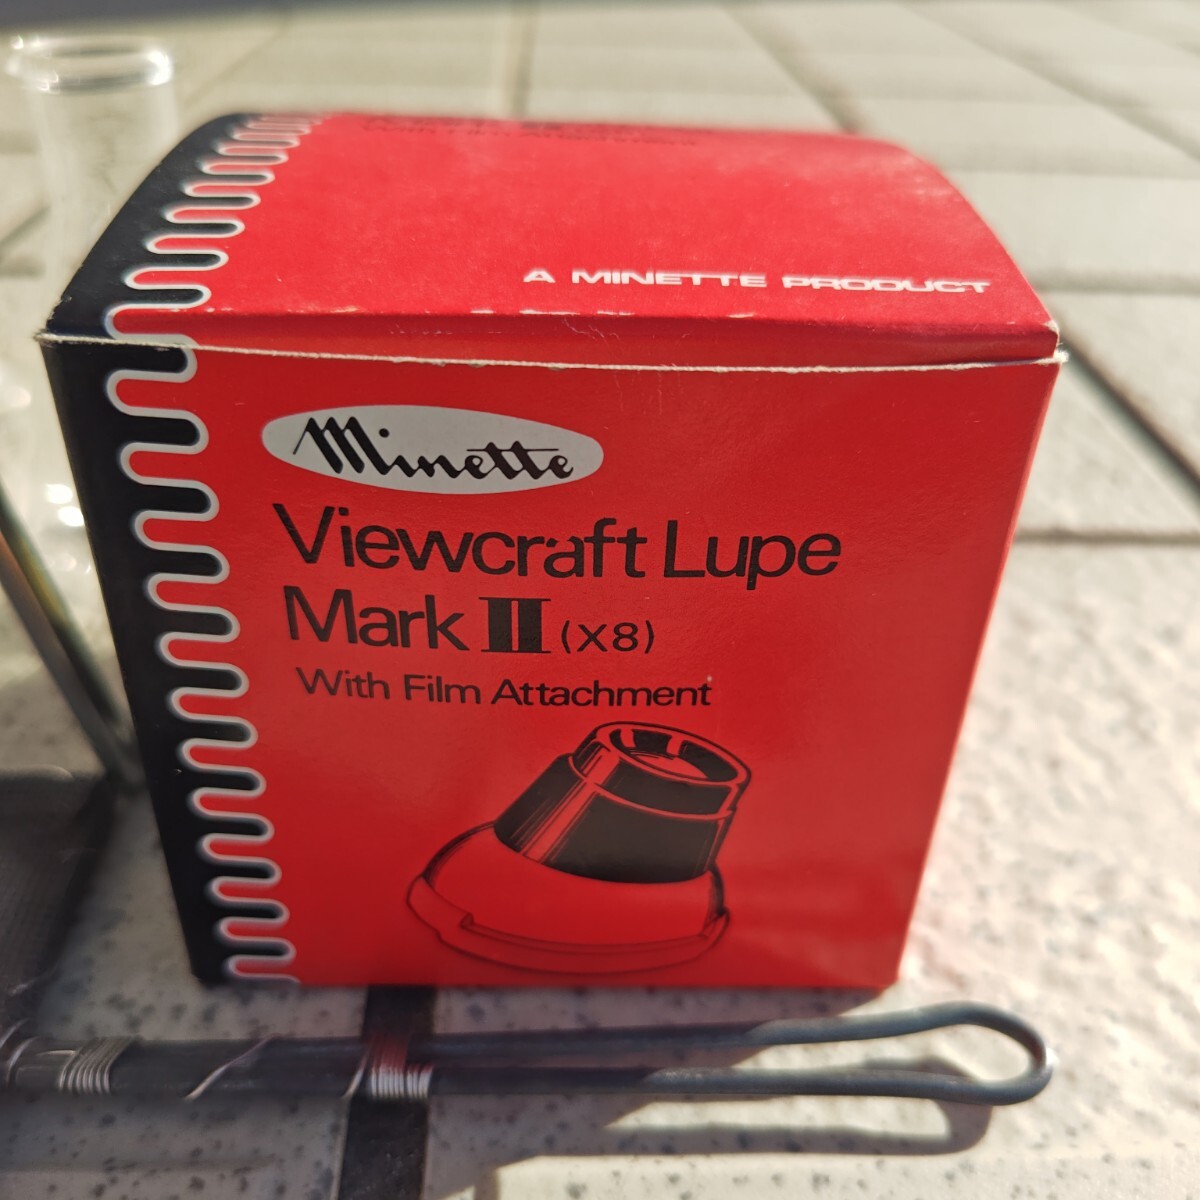 A MINETTE PRODUCT
Minette
Viewcraft Lupe
Mark II (X8)
With Film Attachment